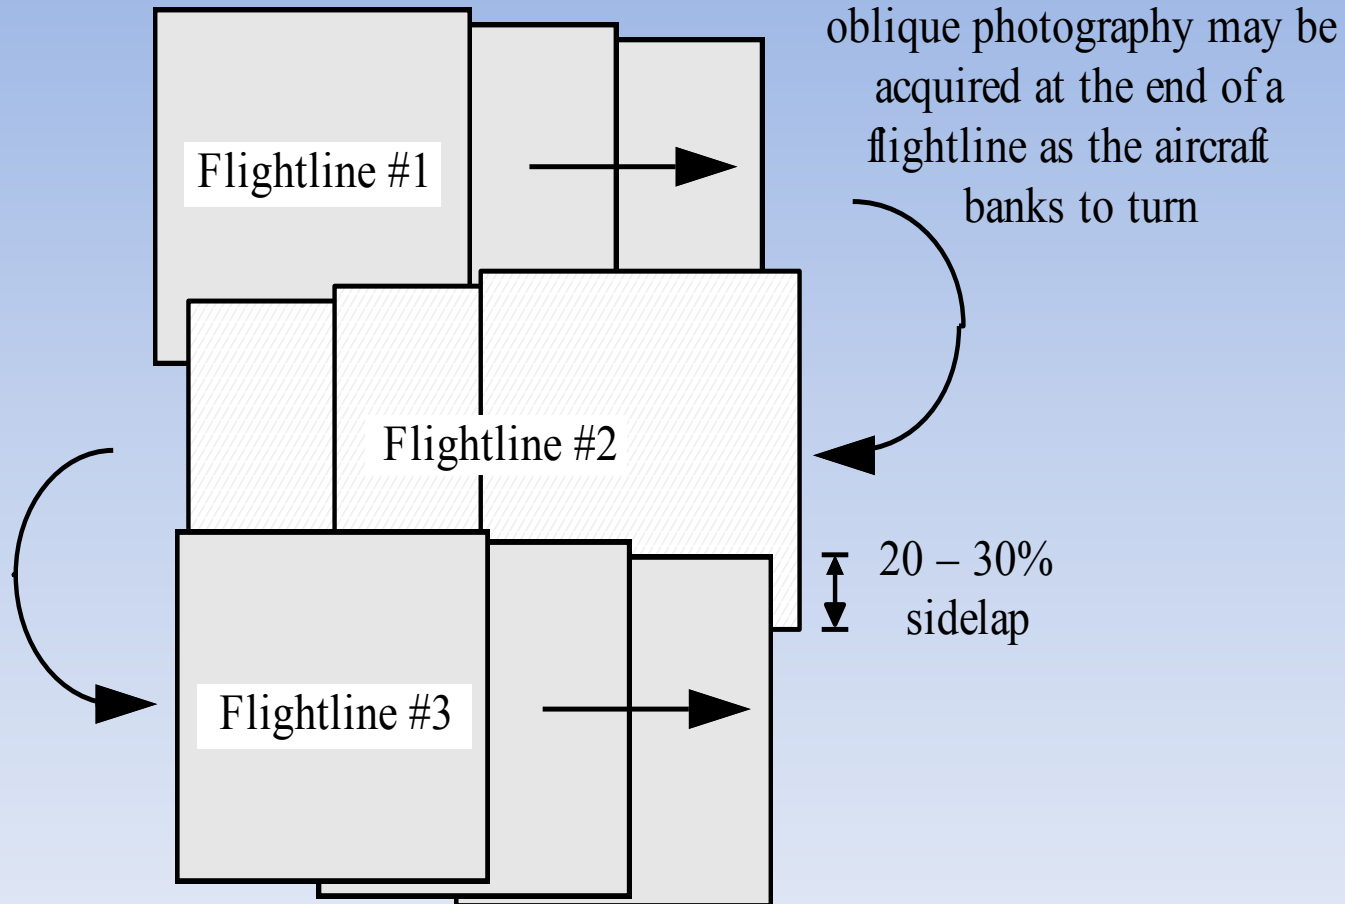 oblique photography may be
acquired at the end of a
flightline as the aircraft
banks to turn
Flightline #1
Flightline #2
20 – 30%
sidelap
Flightline #3